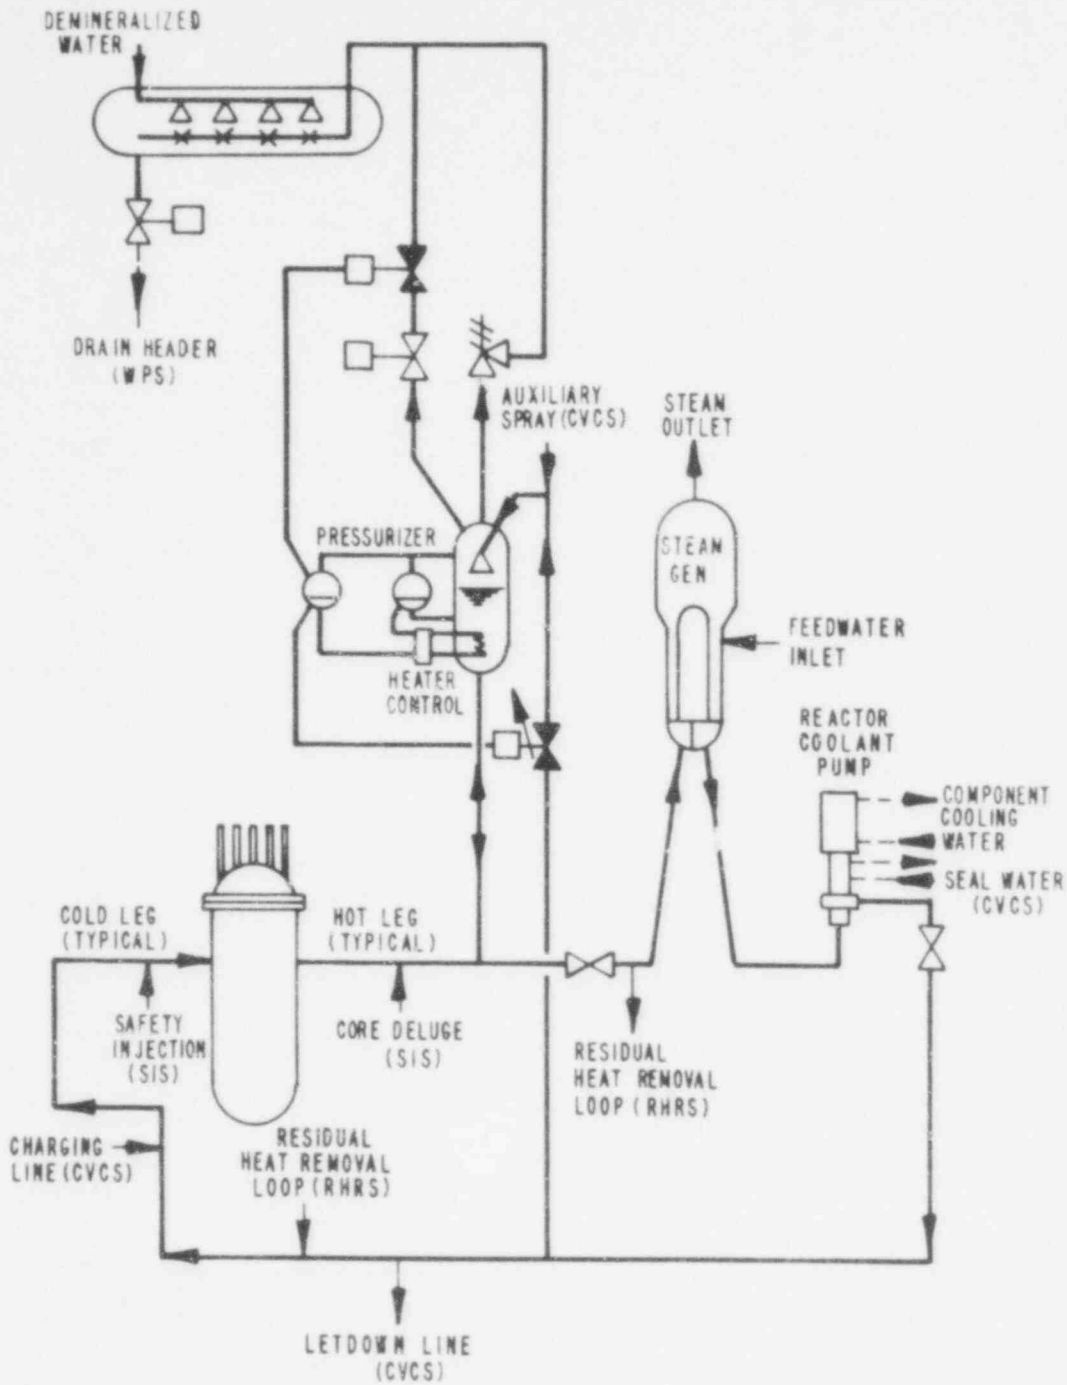 DEMINERALIZED
WATER
DRAIN HEADER
(WPS)
AUXILIARY
SPRAY(CVCS)
STEAM
OUTLET
PRESSURIZER
STEAM
GEN
FEEDWATER
INLET
HEATER
CONTROL
REACTOR
COOLANT
PUMP
COMPONENT
COOLING
WATER
SEAL WATER
(CVCS)
COLD LEG
(TYPICAL)
HOT LEG
(TYPICAL)
SAFETY
INJECTION
(SIS)
CORE DELUGE
(SIS)
RESIDUAL
HEAT REMOVAL
LOOP(RHRS)
CHARGING
LINE(CVCS)
RESIDUAL
HEAT REMOVAL
LOOP(RHRS)
LETDOWN LINE
(CVCS)